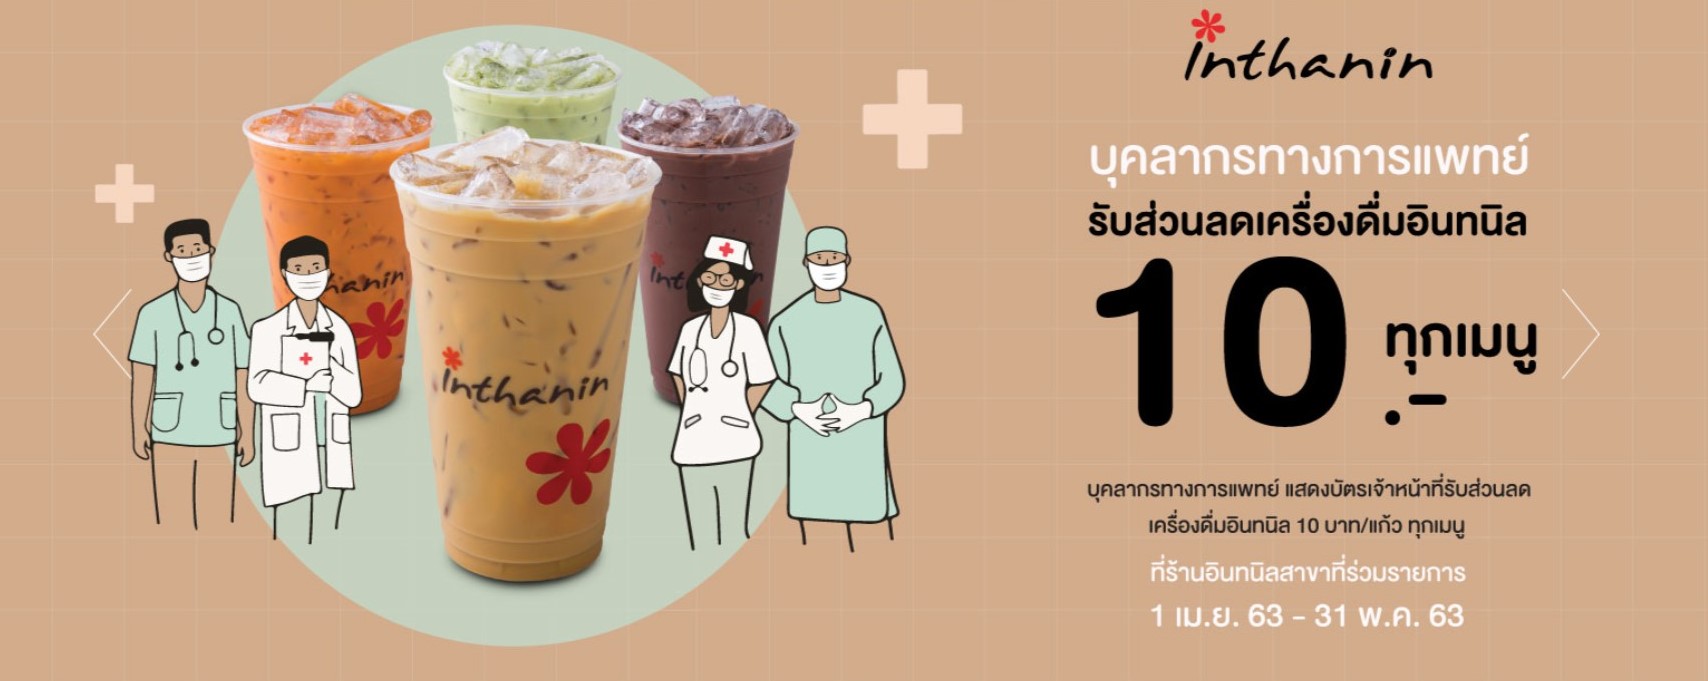 Inthanin
บุคลากรทางการแพทย์
รับส่วนลดเครื่องดื่มอินทนิล
10.- ทุกเมนู
บุคลากรทางการแพทย์ แสดงบัตรเจ้าหน้าที่รับส่วนลด
เครื่องดื่มอินทนิล 10 บาท/แก้ว ทุกเมนู
ที่ร้านอินทนิลสาขาที่ร่วมรายการ
1 เม.ย. 63 - 31 พ.ค. 63
hanin
Inthanin
Int n